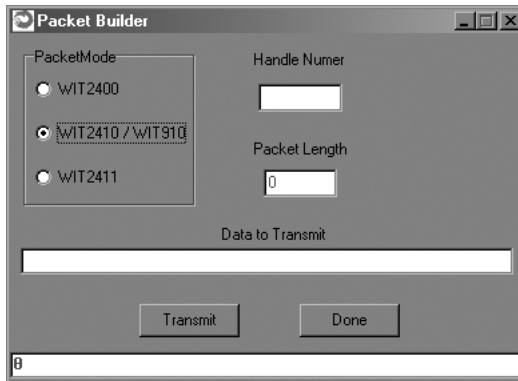 Packet Builder
PacketMode
WIT2400
WIT2410 / WIT910
WIT2411
Handle Numer
Packet Length
0
Data to Transmit
Transmit
Done